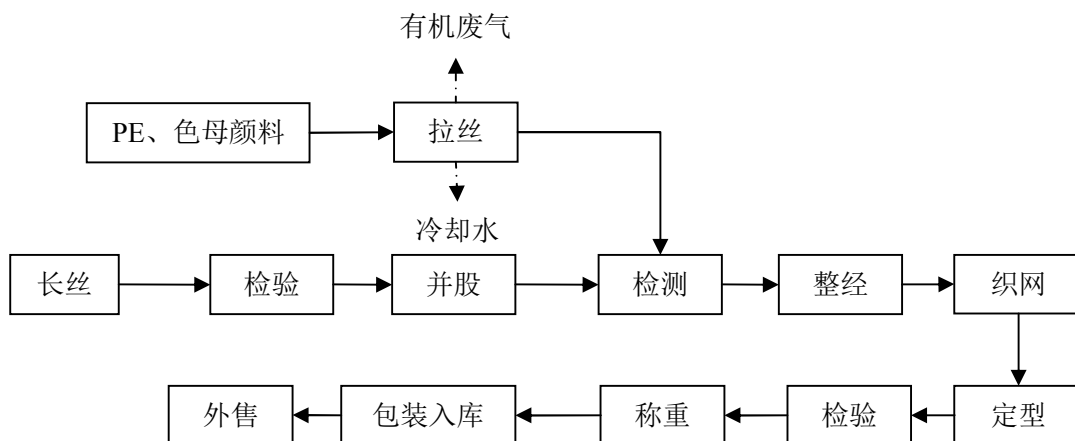 有机废气
PE、色母颜料
拉丝
冷却水
长丝
检验
并股
检测
整经
织网
外售
包装入库
称重
检验
定型